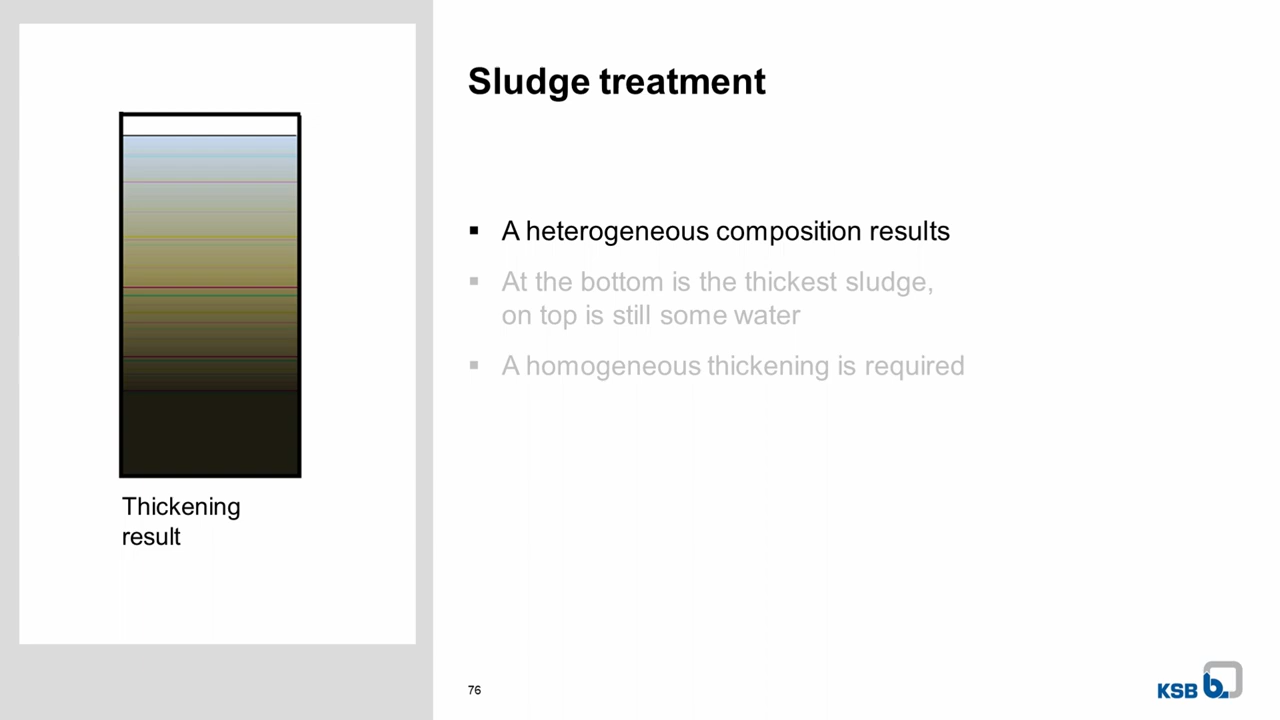 Sludge treatment
▪ A heterogeneous composition results
▪ At the bottom is the thickest sludge,
on top is still some water
▪ A homogeneous thickening is required
Thickening
result
76
KSB b